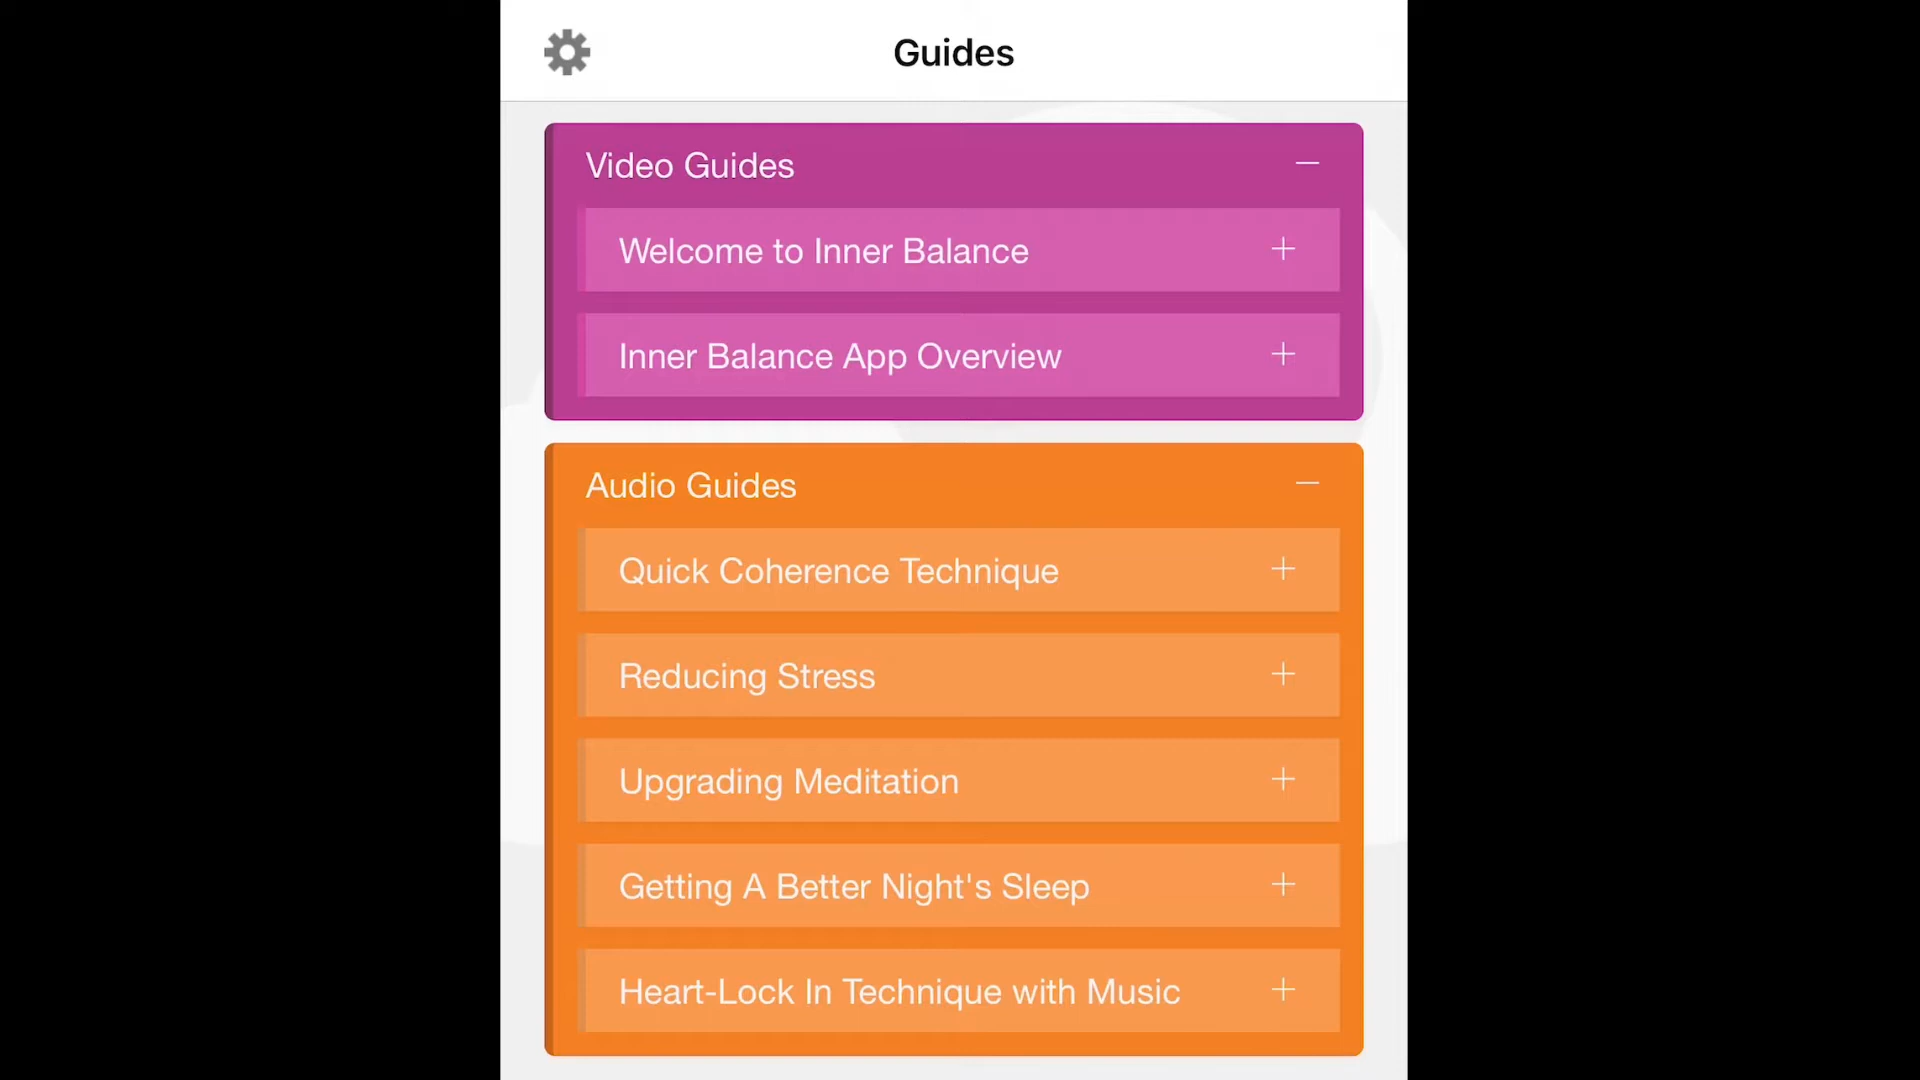 Guides
Video Guides
Welcome to Inner Balance
Inner Balance App Overview
Audio Guides
Quick Coherence Technique
Reducing Stress
Upgrading Meditation
Getting A Better Night's Sleep
Heart-Lock In Technique with Music